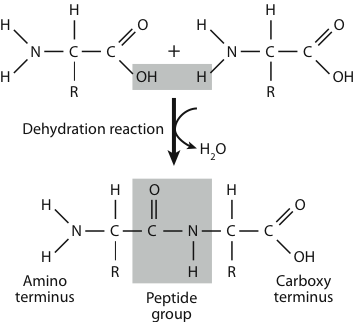 H H O H H O
N — C — C + N — C — C
H R OH H R OH
Dehydration reaction
H₂O
H H O H O
N — C — C — N — C — C
H R H R OH
Amino
terminus
Peptide
group
Carboxy
terminus